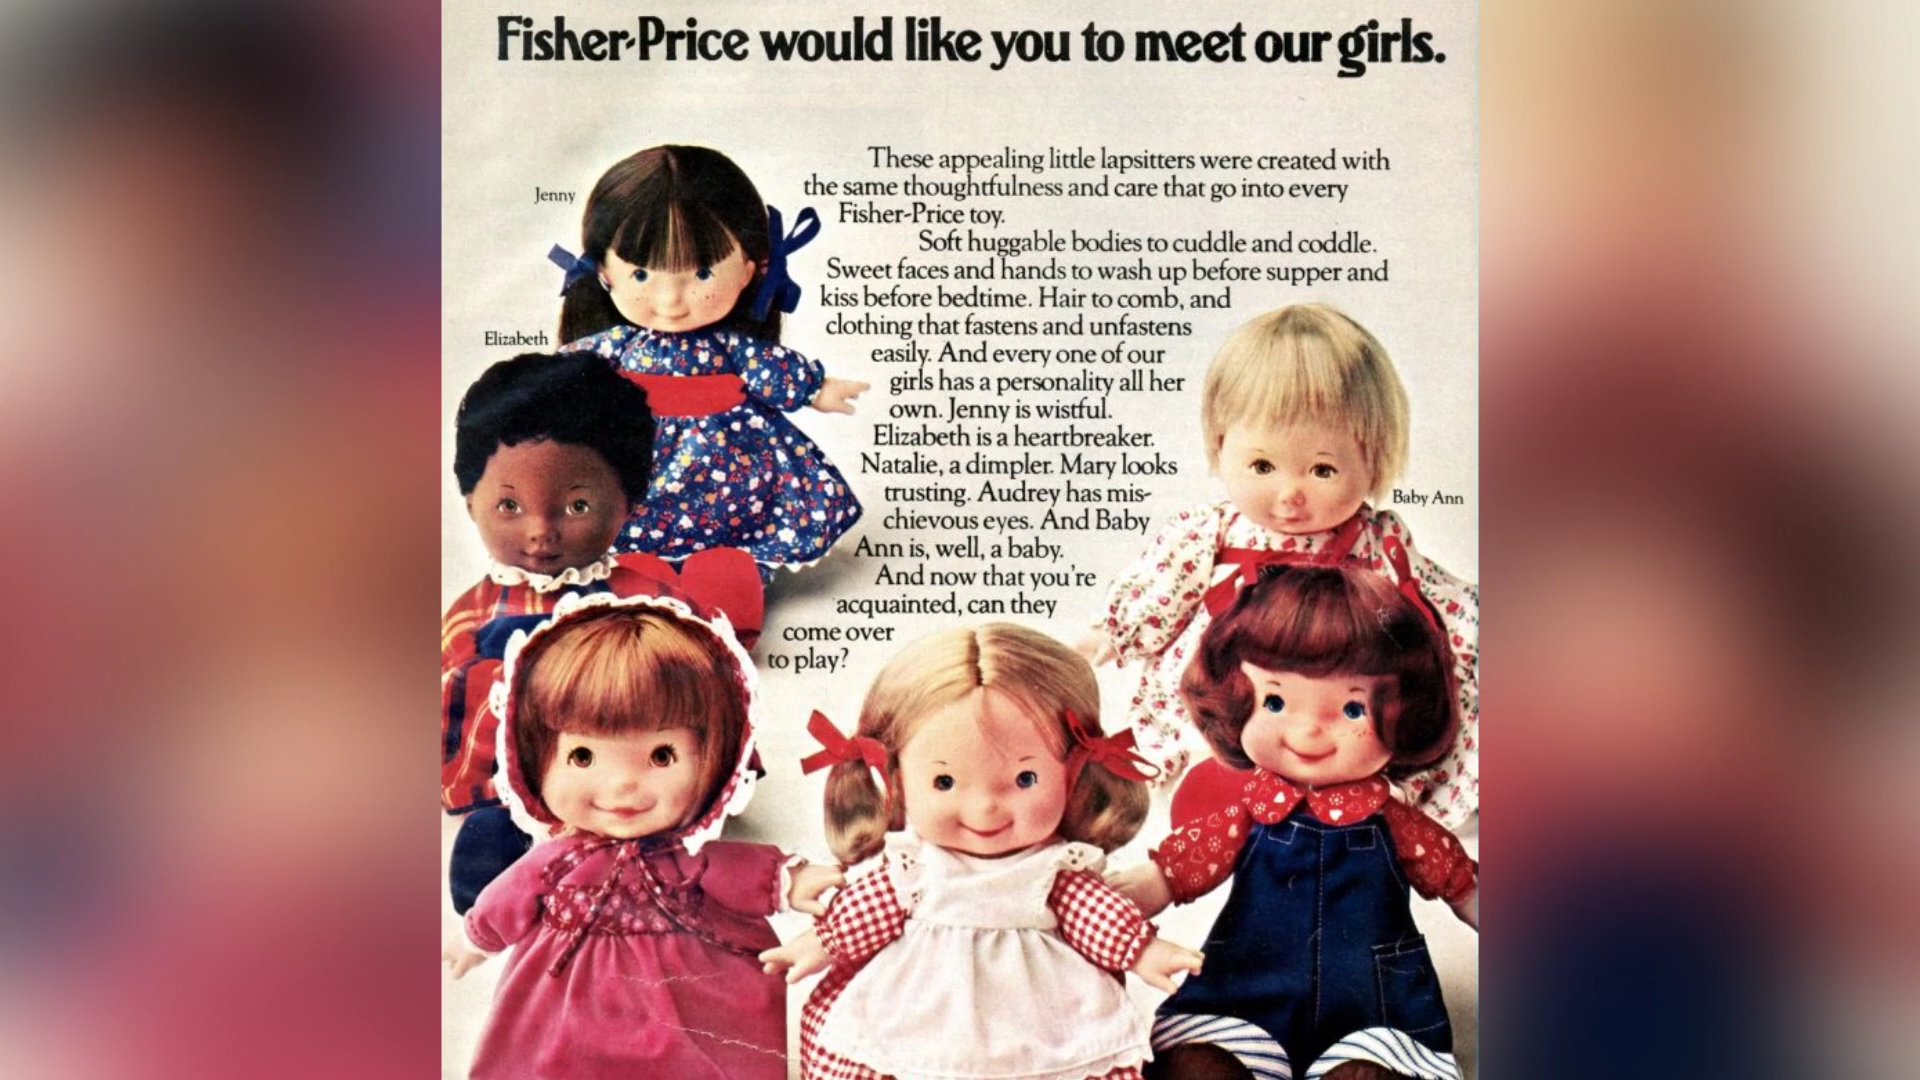 Fisher-Price would like you to meet our girls.
Jenny
Elizabeth
These appealing little lapsitters were created with
the same thoughtfulness and care that go into every
Fisher-Price toy.
Soft huggable bodies to cuddle and coddle.
Sweet faces and hands to wash up before supper and
kiss before bedtime. Hair to comb, and
clothing that fastens and unfastens
easily. And every one of our
girls has a personality all her
own. Jenny is wistful.
Elizabeth is a heartbreaker.
Natalie, a dimpler. Mary looks
trusting. Audrey has mis-
chievous eyes. And Baby
Ann is, well, a baby.
And now that you're
acquainted, can they
come over
to play?
Baby Ann